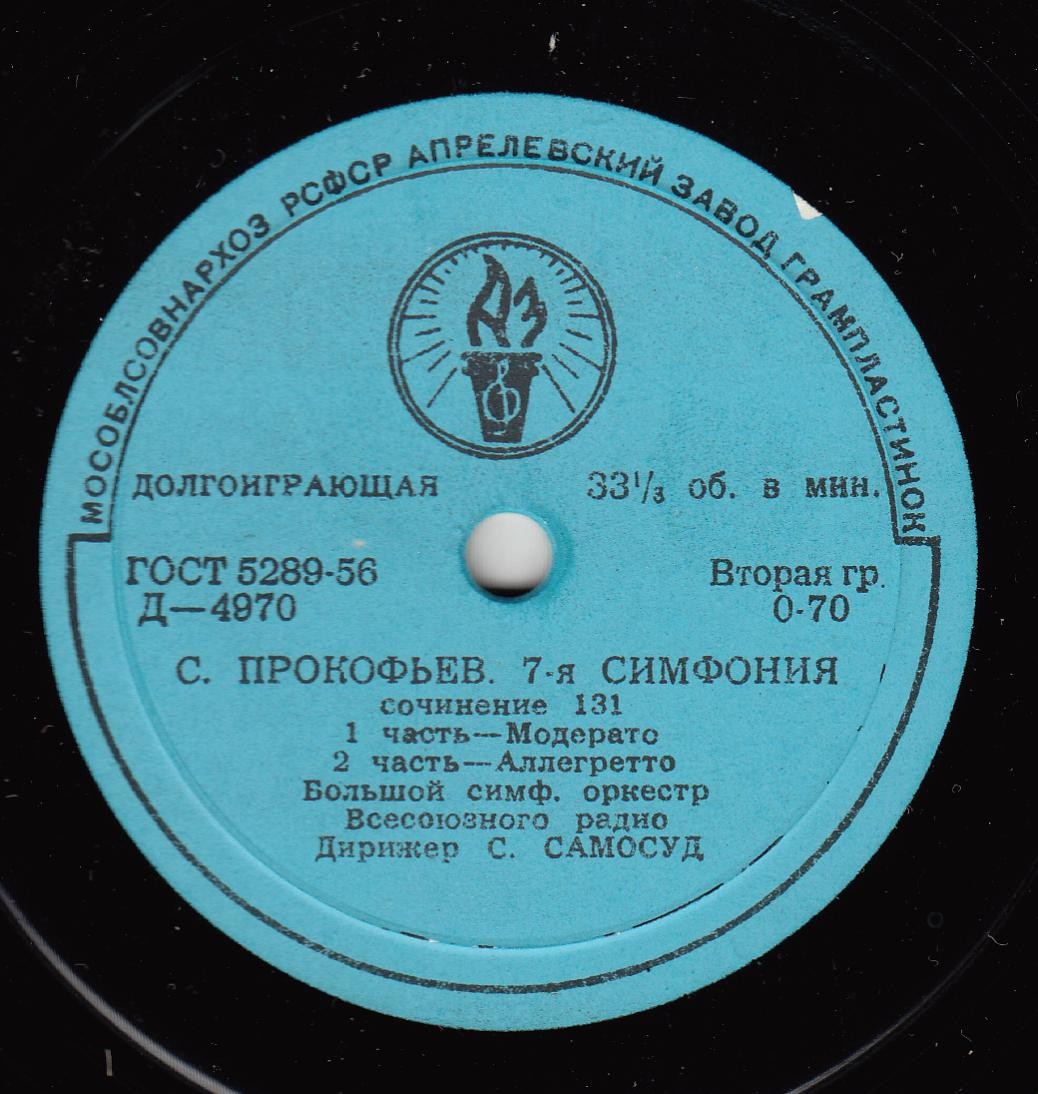 МОСОБЛСОВНАРХОЗ РСФСР АПРЕЛЕВСКИЙ ЗАВОД ГРАМПЛАСТИНОК
АЗ
ДОЛГОИГРАЮЩАЯ 33⅓ об. в мин.
ГОСТ 5289-56 Вторая гр.
Д—4970 0-70
С. ПРОКОФЬЕВ. 7-я СИМФОНИЯ
сочинение 131
1 часть—Модерато
2 часть—Аллегретто
Большой симф. оркестр
Всесоюзного радио
Дирижер С. САМОСУД